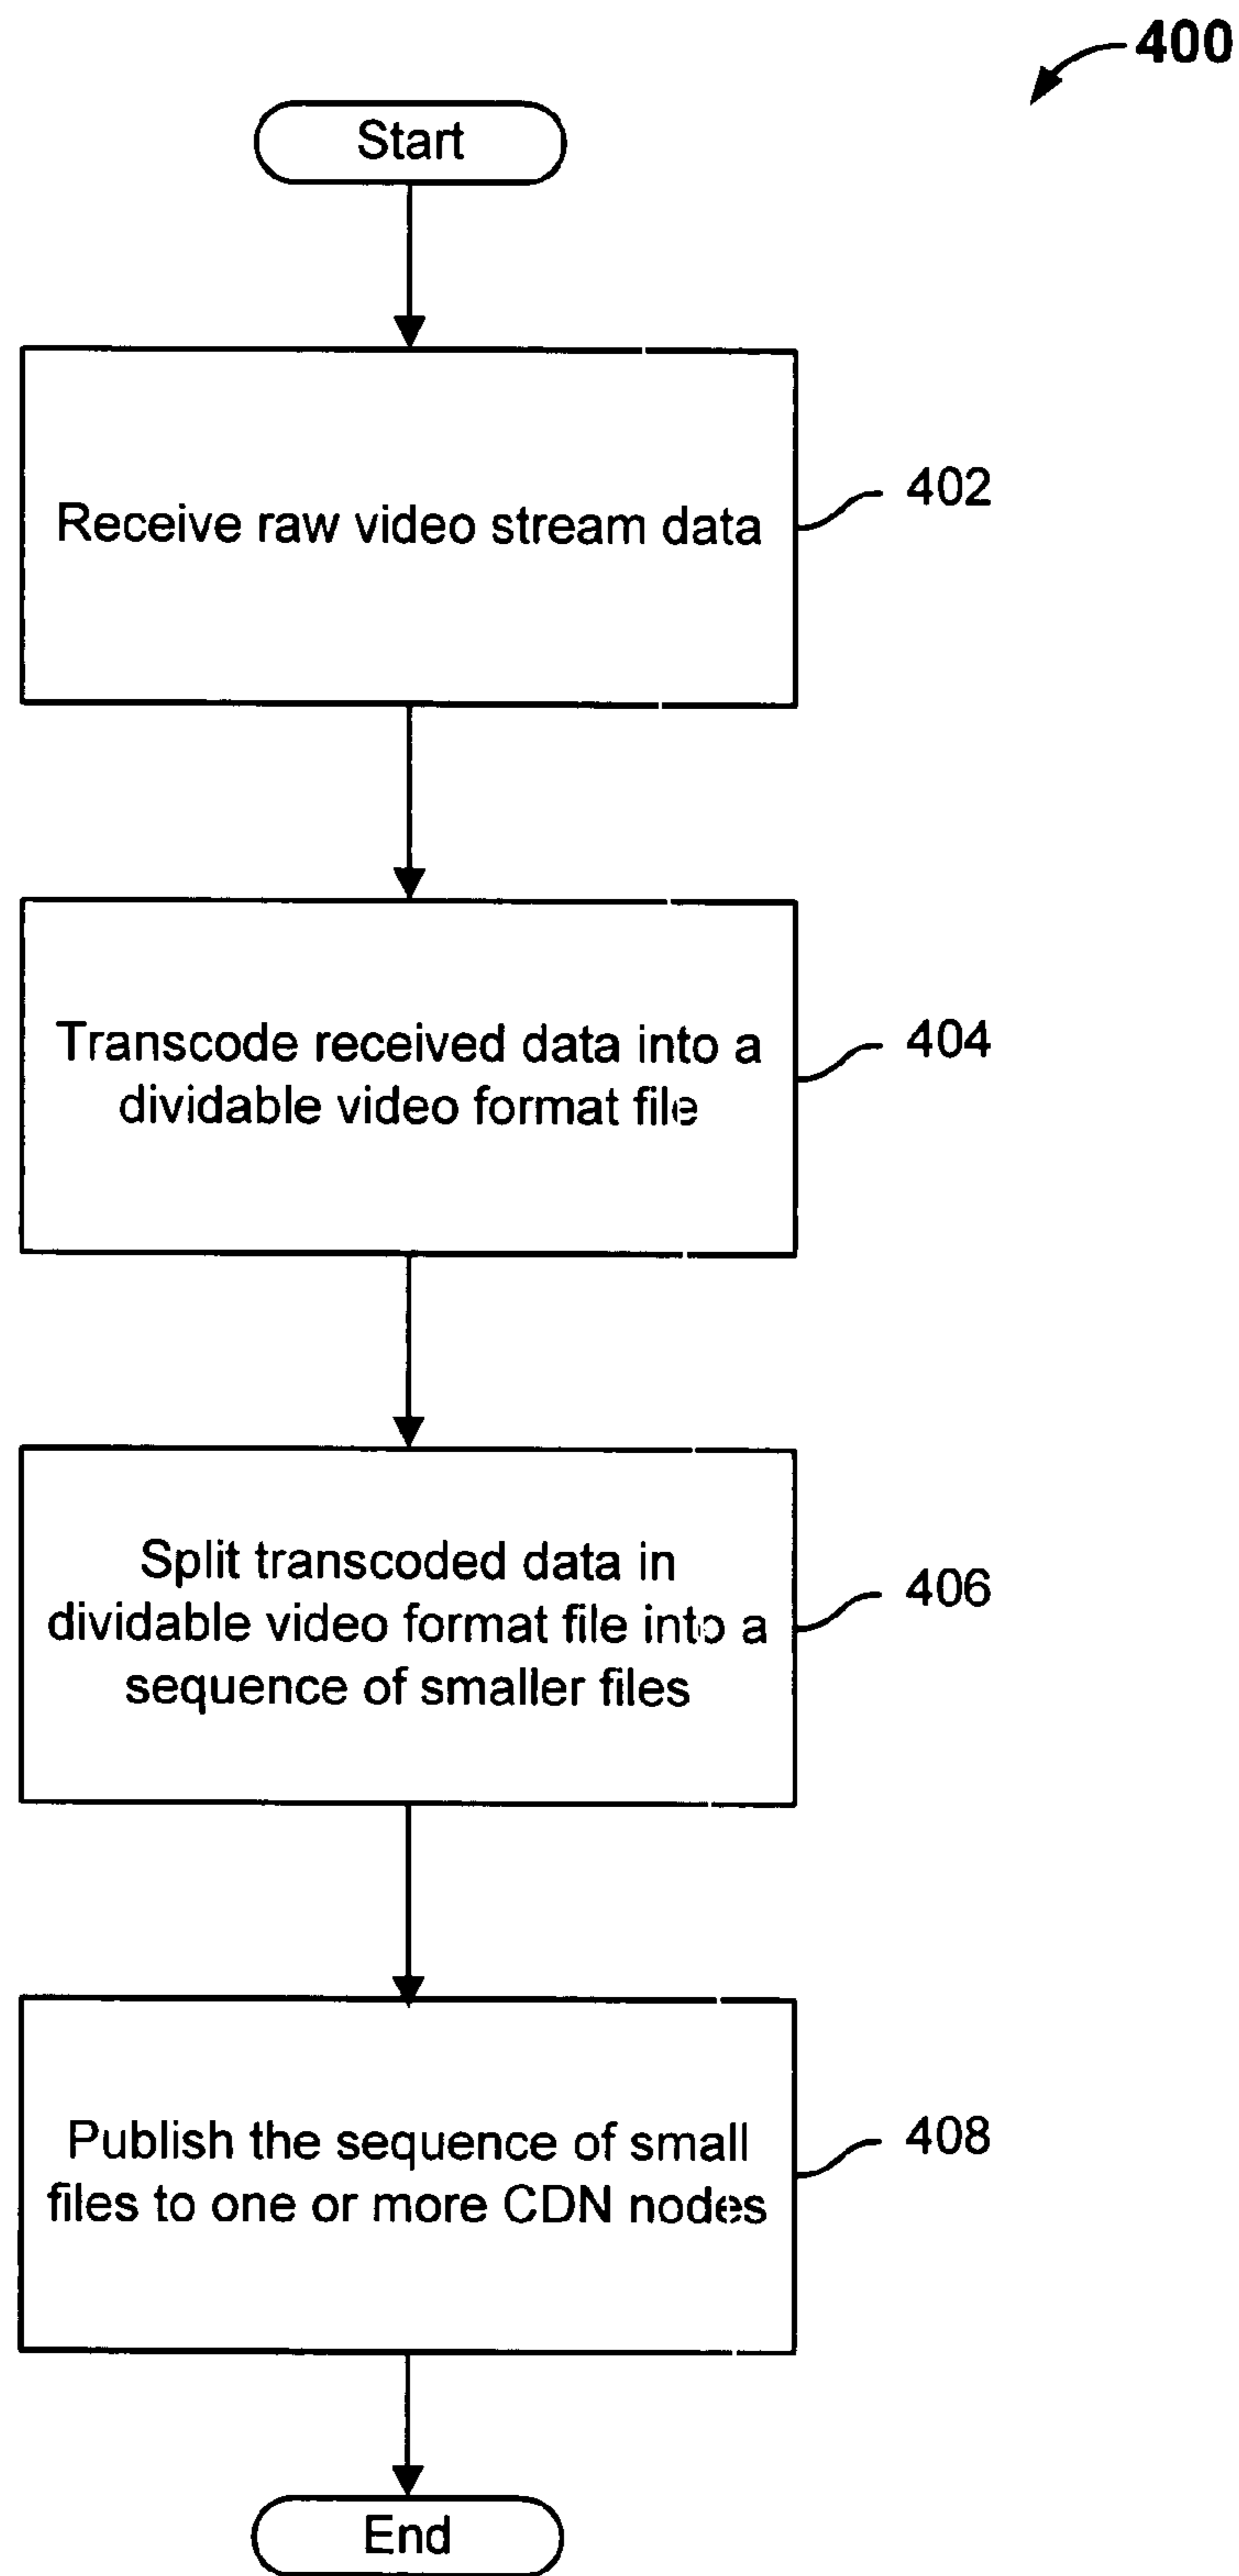 400
Start
Receive raw video stream data
402
Transcode received data into a
dividable video format file
404
Split transcoded data in
dividable video format file into a
sequence of smaller files
406
Publish the sequence of small
files to one or more CDN nodes
408
End